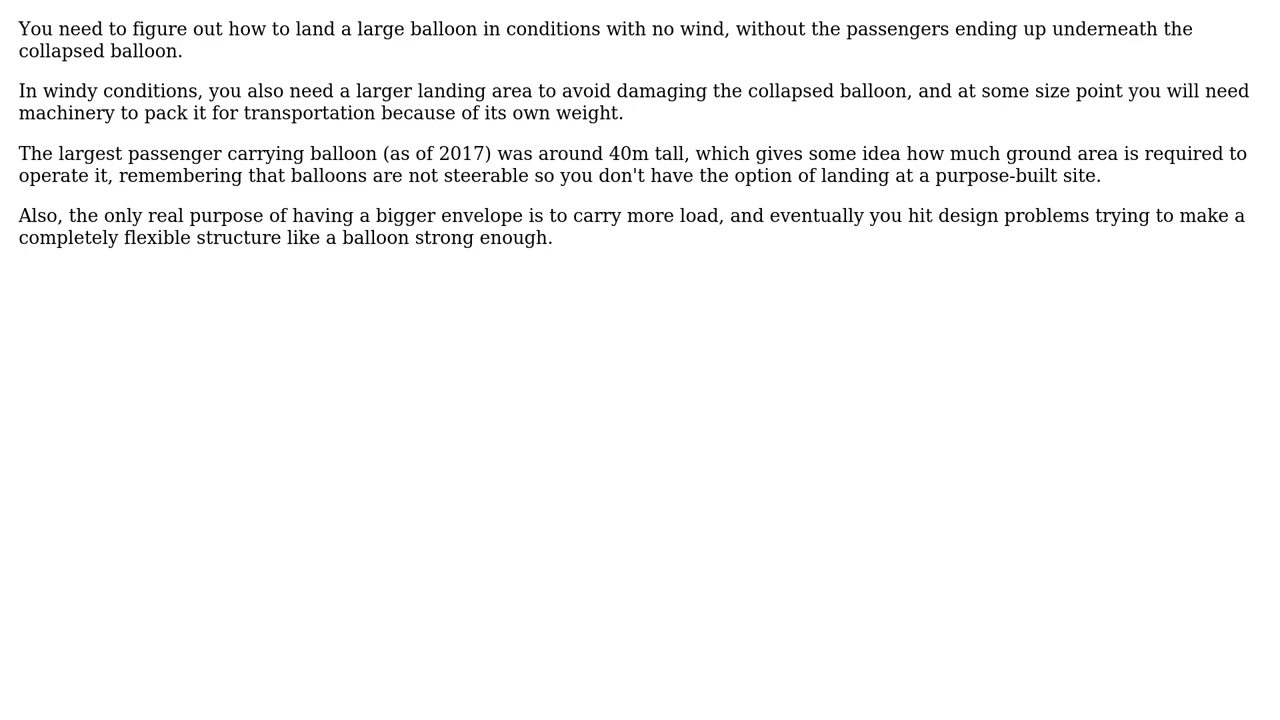 You need to figure out how to land a large balloon in conditions with no wind, without the passengers ending up underneath the
collapsed balloon.
In windy conditions, you also need a larger landing area to avoid damaging the collapsed balloon, and at some size point you will need
machinery to pack it for transportation because of its own weight.
The largest passenger carrying balloon (as of 2017) was around 40m tall, which gives some idea how much ground area is required to
operate it, remembering that balloons are not steerable so you don't have the option of landing at a purpose-built site.
Also, the only real purpose of having a bigger envelope is to carry more load, and eventually you hit design problems trying to make a
completely flexible structure like a balloon strong enough.